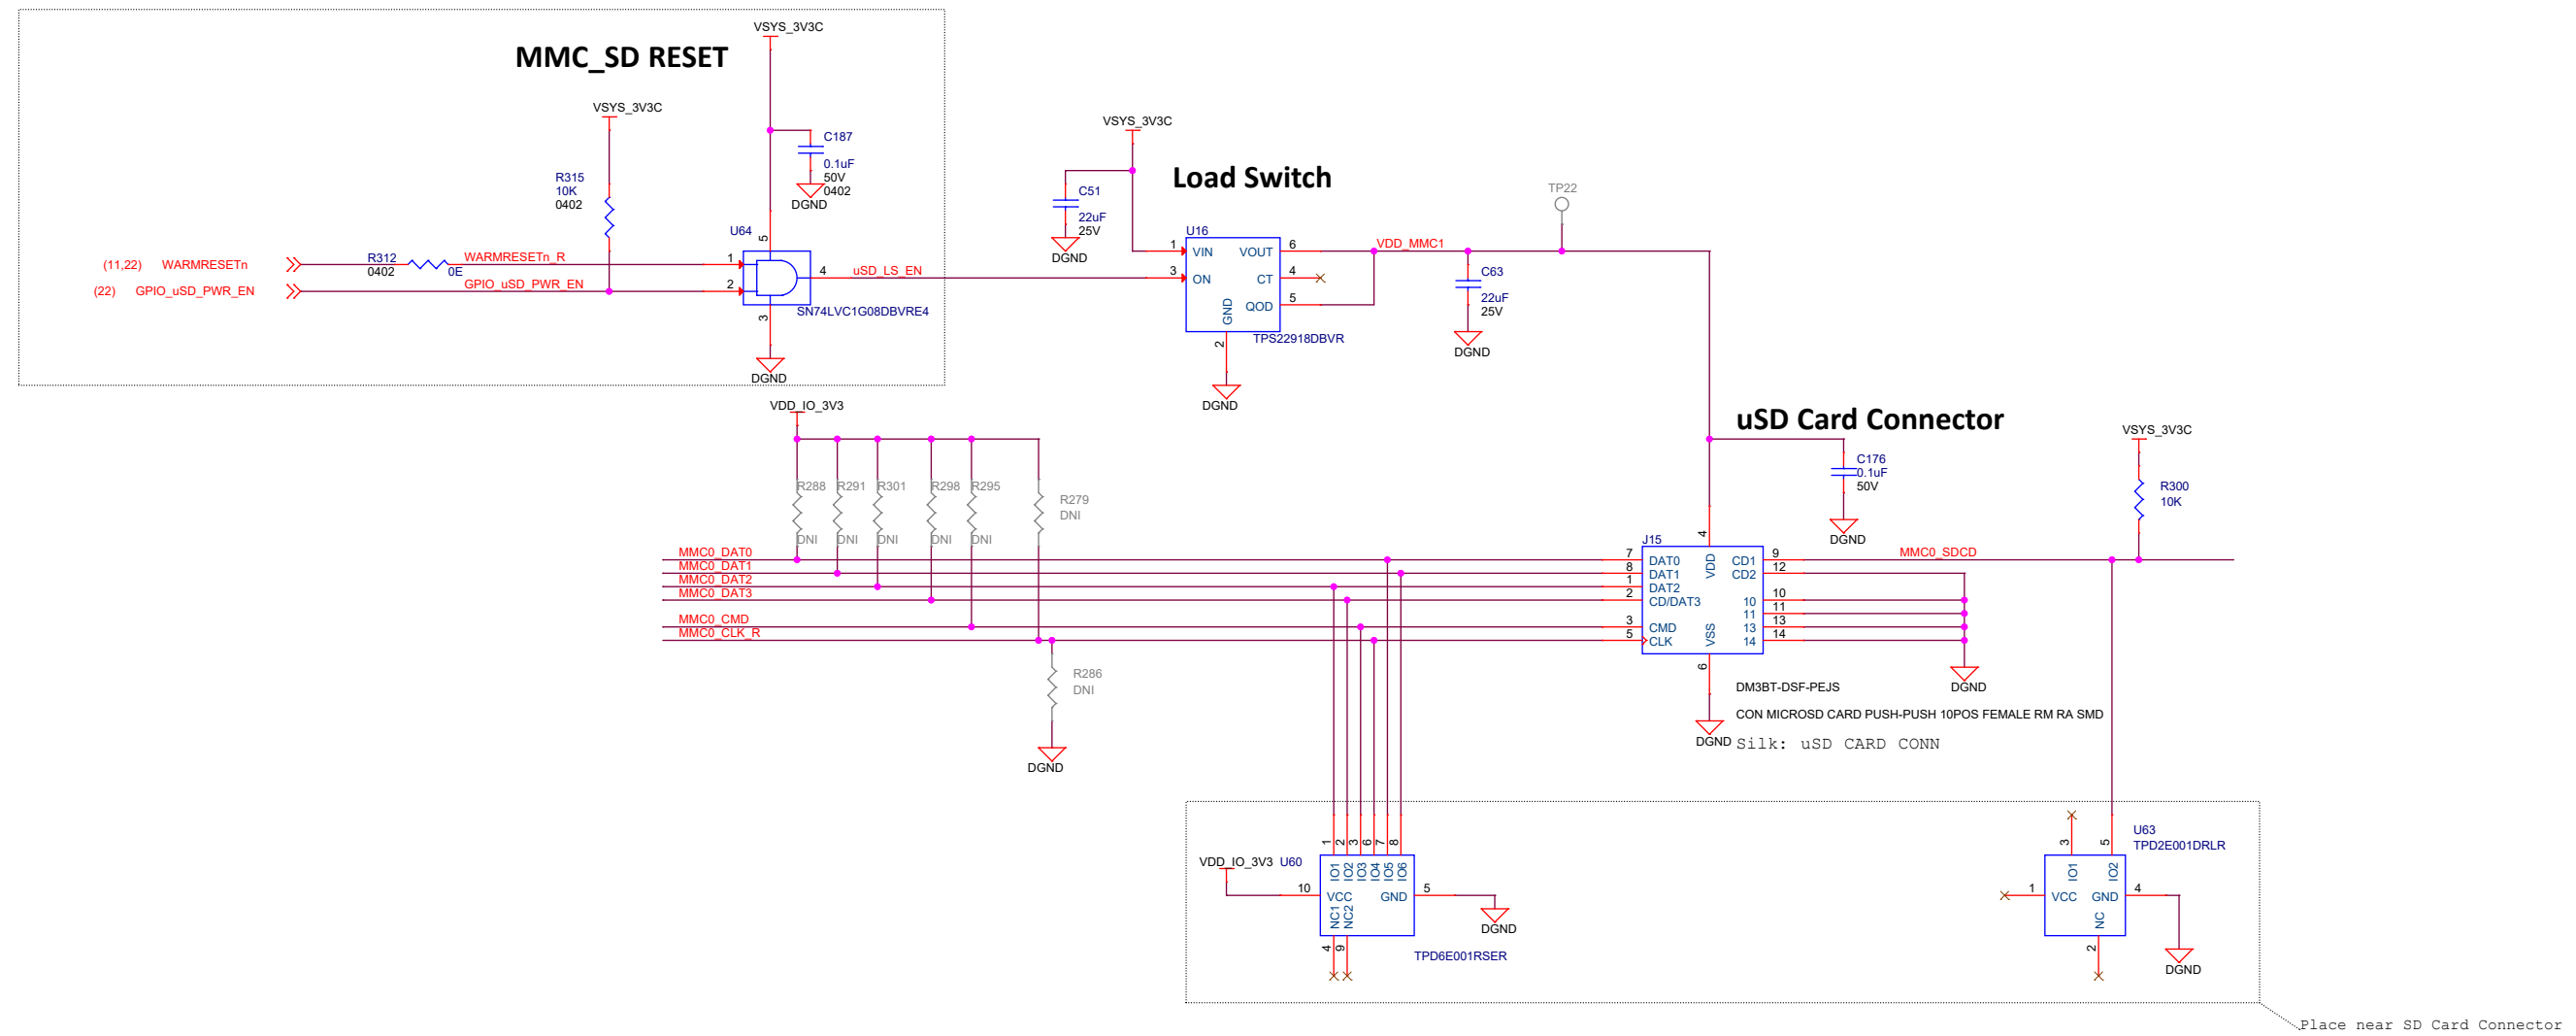 MMC_SD RESET
VSYS_3V3C
VSYS_3V3C
C187
0.1uF
50V
0402
DGND
R315
10K
0402
U64
5
(11,22) WARMRESETn
R312
0402
0E
WARMRESETn_R
1
(22) GPIO_uSD_PWR_EN
GPIO_uSD_PWR_EN
2
4
uSD_LS_EN
3
SN74LVC1G08DBVRE4
DGND
VSYS_3V3C
Load Switch
C51
22uF
25V
DGND
U16
1 VIN
VOUT 6
3 ON
CT 4
QOD 5
GND
2
TPS22918DBVR
DGND
VDD_MMC1
TP22
C63
22uF
25V
DGND
VDD_IO_3V3
R288 R291 R301 R298 R295
DNI DNI DNI DNI DNI
R279
DNI
MMC0_DAT0
MMC0_DAT1
MMC0_DAT2
MMC0_DAT3
MMC0_CMD
MMC0_CLK_R
R286
DNI
DGND
uSD Card Connector
C176
0.1uF
50V
DGND
VSYS_3V3C
R300
10K
J15
4
VDD
7 DAT0
8 DAT1
1 DAT2
2 CD/DAT3
3 CMD
5 CLK
CD1 9
CD2 12
10 10
11 11
13 13
14 14
VSS
6
MMC0_SDCD
DGND
DGND
DM3BT-DSF-PEJS
CON MICROSD CARD PUSH-PUSH 10POS FEMALE RM RA SMD
Silk: uSD CARD CONN
VDD_IO_3V3
U60
1 2 3 6 7 8
IO1 IO2 IO3 IO4 IO5 IO6
10 VCC
GND 5
NC1 NC2
4 9
TPD6E001RSER
DGND
U63
TPD2E001DRLR
3 5
IO1 IO2
1 VCC
GND 4
NC
2
DGND
Place near SD Card Connector